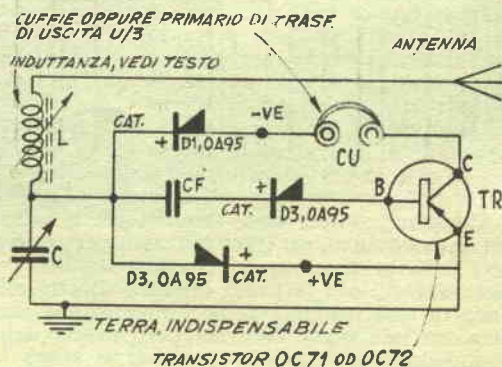 CUFFIE OPPURE PRIMARIO DI TRASF.
DI USCITA U/3
ANTENNA
INDUTTANZA, VEDI TESTO
L
CAT.
-VE
+
D1, OA95
CU
C
CF
+
B
TR
CAT.
D3, OA95
E
C
+
D3, OA95
CAT.
+VE
TERRA, INDISPENSABILE
TRANSISTOR OC71 OD OC72